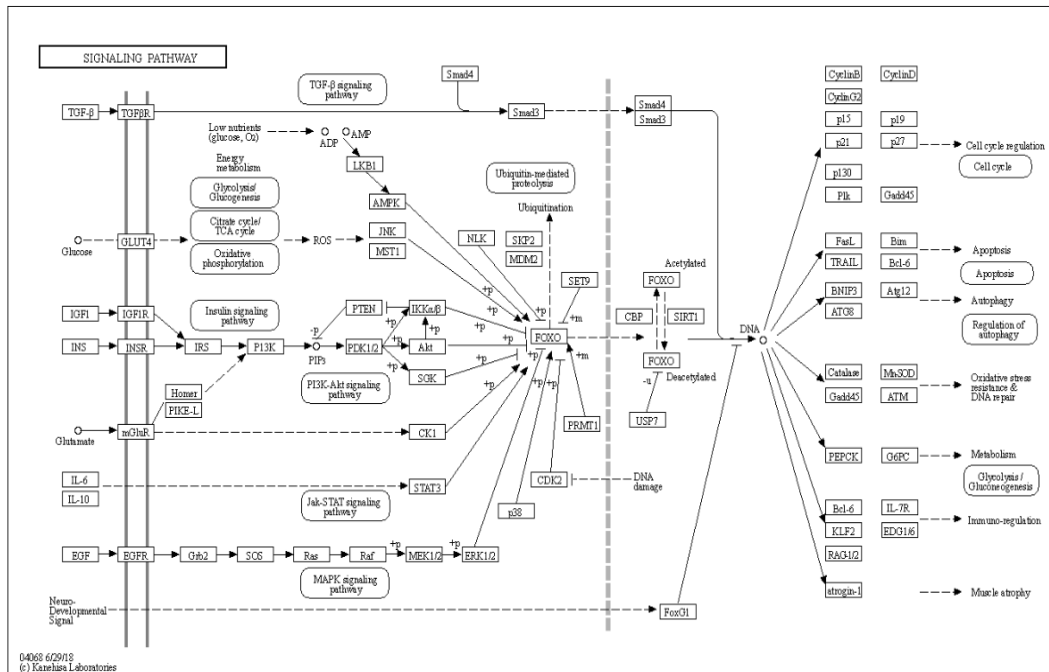 SIGNALING PATHWAY
Smad4
TGF-β signaling
pathway
TGF-β
TGFβR
Smad3
Smad4
Smad3
Low nutrients
(glucose, O2)
ADP
AMP
LKB1
AMPK
Energy
metabolism
Glycolysis/
Glucogenesis
Citrate cycle/
TCA cycle
Oxidative
phosphorylation
Glucose
GLUT4
ROS
JNK
MST1
Ubiquitin-mediated
proteolysis
Ubiquitination
NLK
SKP2
MDM2
SET9
+p
+p
+p
+p
+m
Acetylated
FOXO
CBP
SIRT1
FOXO
Deacetylated
-u
USP7
IGF1
IGF1R
Insulin signaling
pathway
PTEN
IKKα/β
+p
-p
+p
+p
FOXO
INS
INSR
IRS
P13K
PIP3
PDK1/2
+p
Akt
+p
+p
SGK
+p
+p
+p
+p
+p
+m
PI3K-Akt signaling
pathway
Homer
PIKE-L
Glutamate
mGluR
CK1
PRMT1
IL-6
IL-10
STAT3
Jak-STAT signaling
pathway
CDK2
DNA
damage
p38
EGF
EGFR
Grb2
SOS
Ras
Raf
+p
MEK1/2
+p
ERK1/2
MAPK signaling
pathway
Neuro-
Developmental
Signal
FoxG1
DNA
CyclinB
CyclinD
CyclinG2
p15
p19
p21
p27
p130
Plk
Gadd45
Cell cycle regulation
Cell cycle
FasL
Bim
TRAIL
Bcl-6
Apoptosis
Apoptosis
BNIP3
Atg12
ATG8
Autophagy
Regulation of
autophagy
Catalase
MnSOD
Gadd45
ATM
Oxidative stress
resistance &
DNA repair
PEPCK
G6PC
Metabolism
Glycolysis /
Gluconeogenesis
Bcl-6
IL-7R
KLF2
EDG1/6
RAG-1/2
Immuno-regulation
atrogin-1
Muscle atrophy
04068 6/29/18
(c) Kanehisa Laboratories